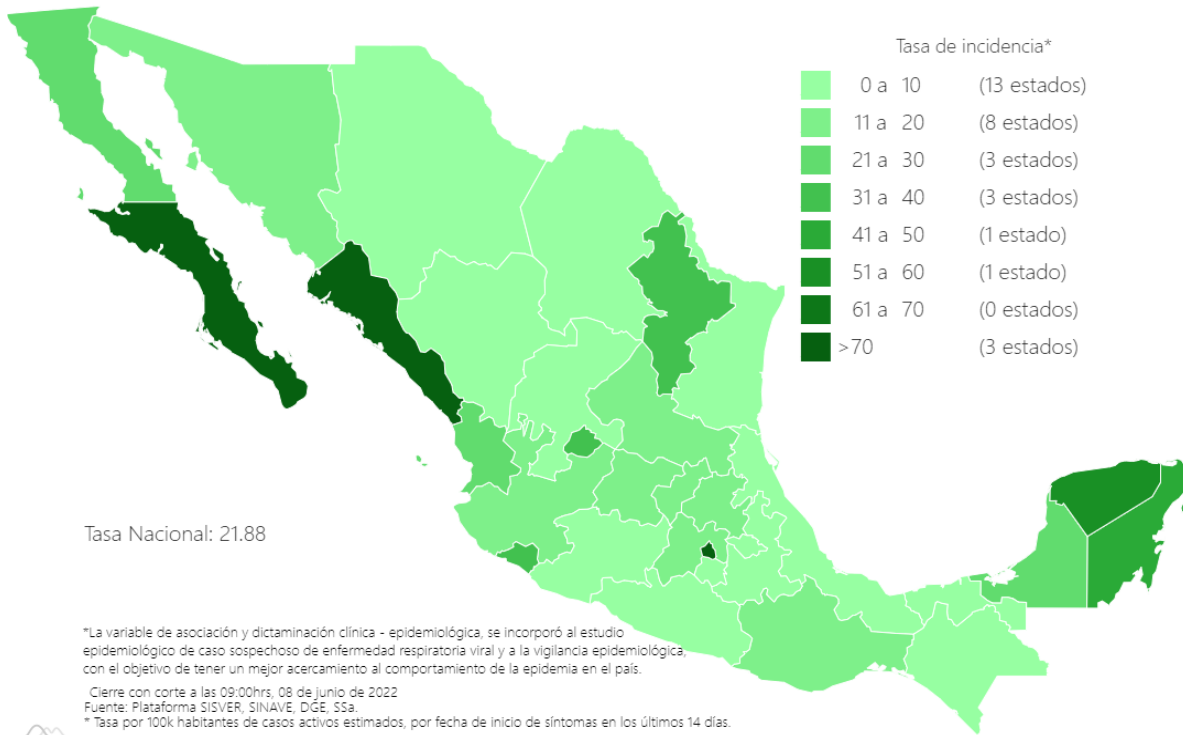 Tasa de incidencia*
0 a 10 (13 estados)
11 a 20 (8 estados)
21 a 30 (3 estados)
31 a 40 (3 estados)
41 a 50 (1 estado)
51 a 60 (1 estado)
61 a 70 (0 estados)
>70 (3 estados)
Tasa Nacional: 21.88
*La variable de asociación y dictaminación clínica - epidemiológica, se incorporó al estudio
epidemiológico de caso sospechoso de enfermedad respiratoria viral y a la vigilancia epidemiológica,
con el objetivo de tener un mejor acercamiento al comportamiento de la epidemia en el país.
Cierre con corte a las 09:00hrs, 08 de junio de 2022
Fuente: Plataforma SISVER, SINAVE, DGE, SSa.
* Tasa por 100k habitantes de casos activos estimados, por fecha de inicio de síntomas en los últimos 14 días.